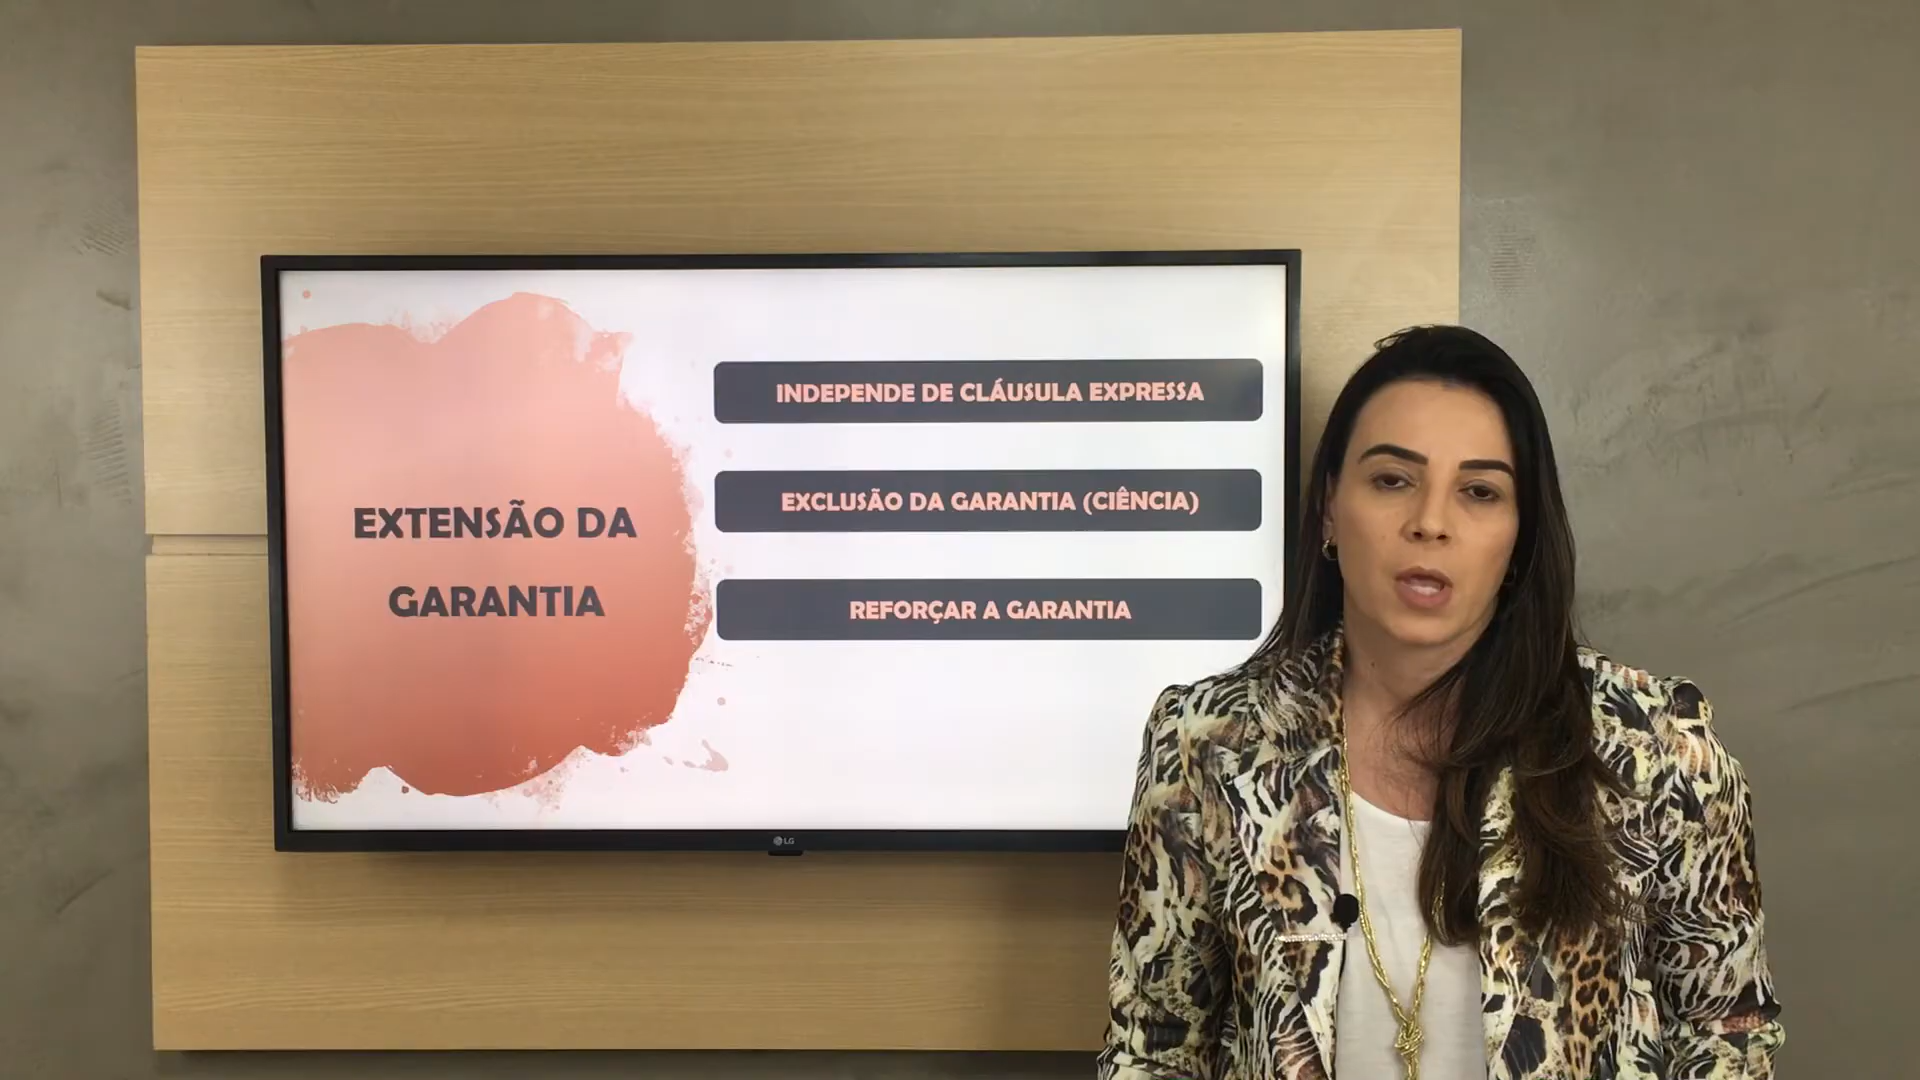 EXTENSÃO DA
GARANTIA
INDEPENDE DE CLÁUSULA EXPRESSA
EXCLUSÃO DA GARANTIA (CIÊNCIA)
REFORÇAR A GARANTIA
LG